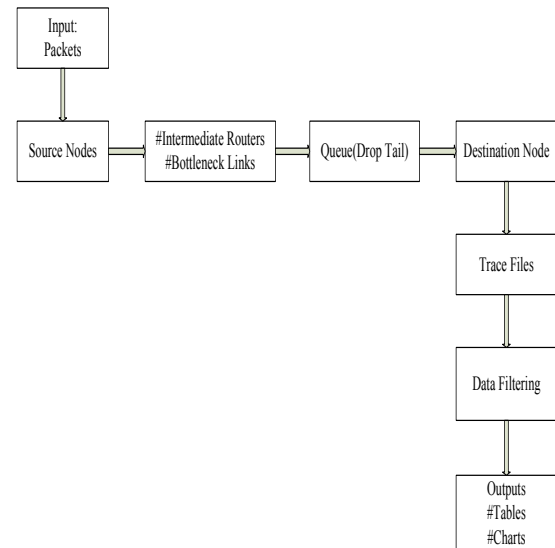 Input:
Packets
Source Nodes
#Intermediate Routers
#Bottleneck Links
Queue(Drop Tail)
Destination Node
Trace Files
Data Filtering
Outputs
#Tables
#Charts